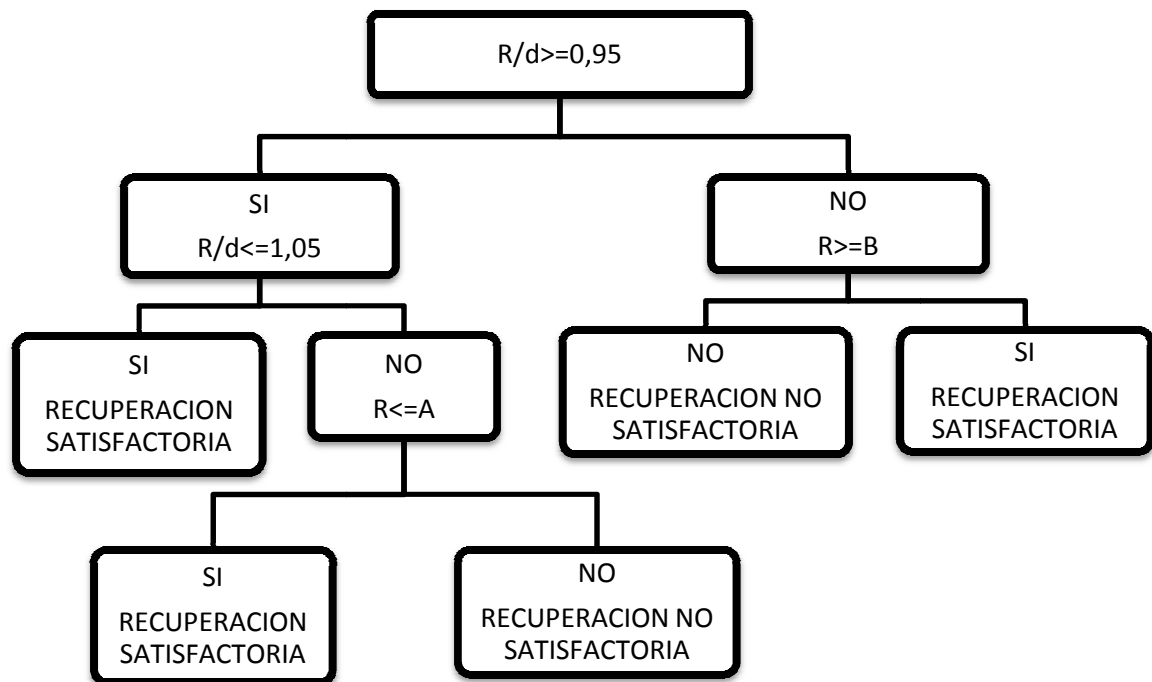 R/d>=0,95
SI
R/d<=1,05
NO
R>=B
SI
RECUPERACION
SATISFACTORIA
NO
R<=A
NO
RECUPERACION NO
SATISFACTORIA
SI
RECUPERACION
SATISFACTORIA
SI
RECUPERACION
SATISFACTORIA
NO
RECUPERACION NO
SATISFACTORIA